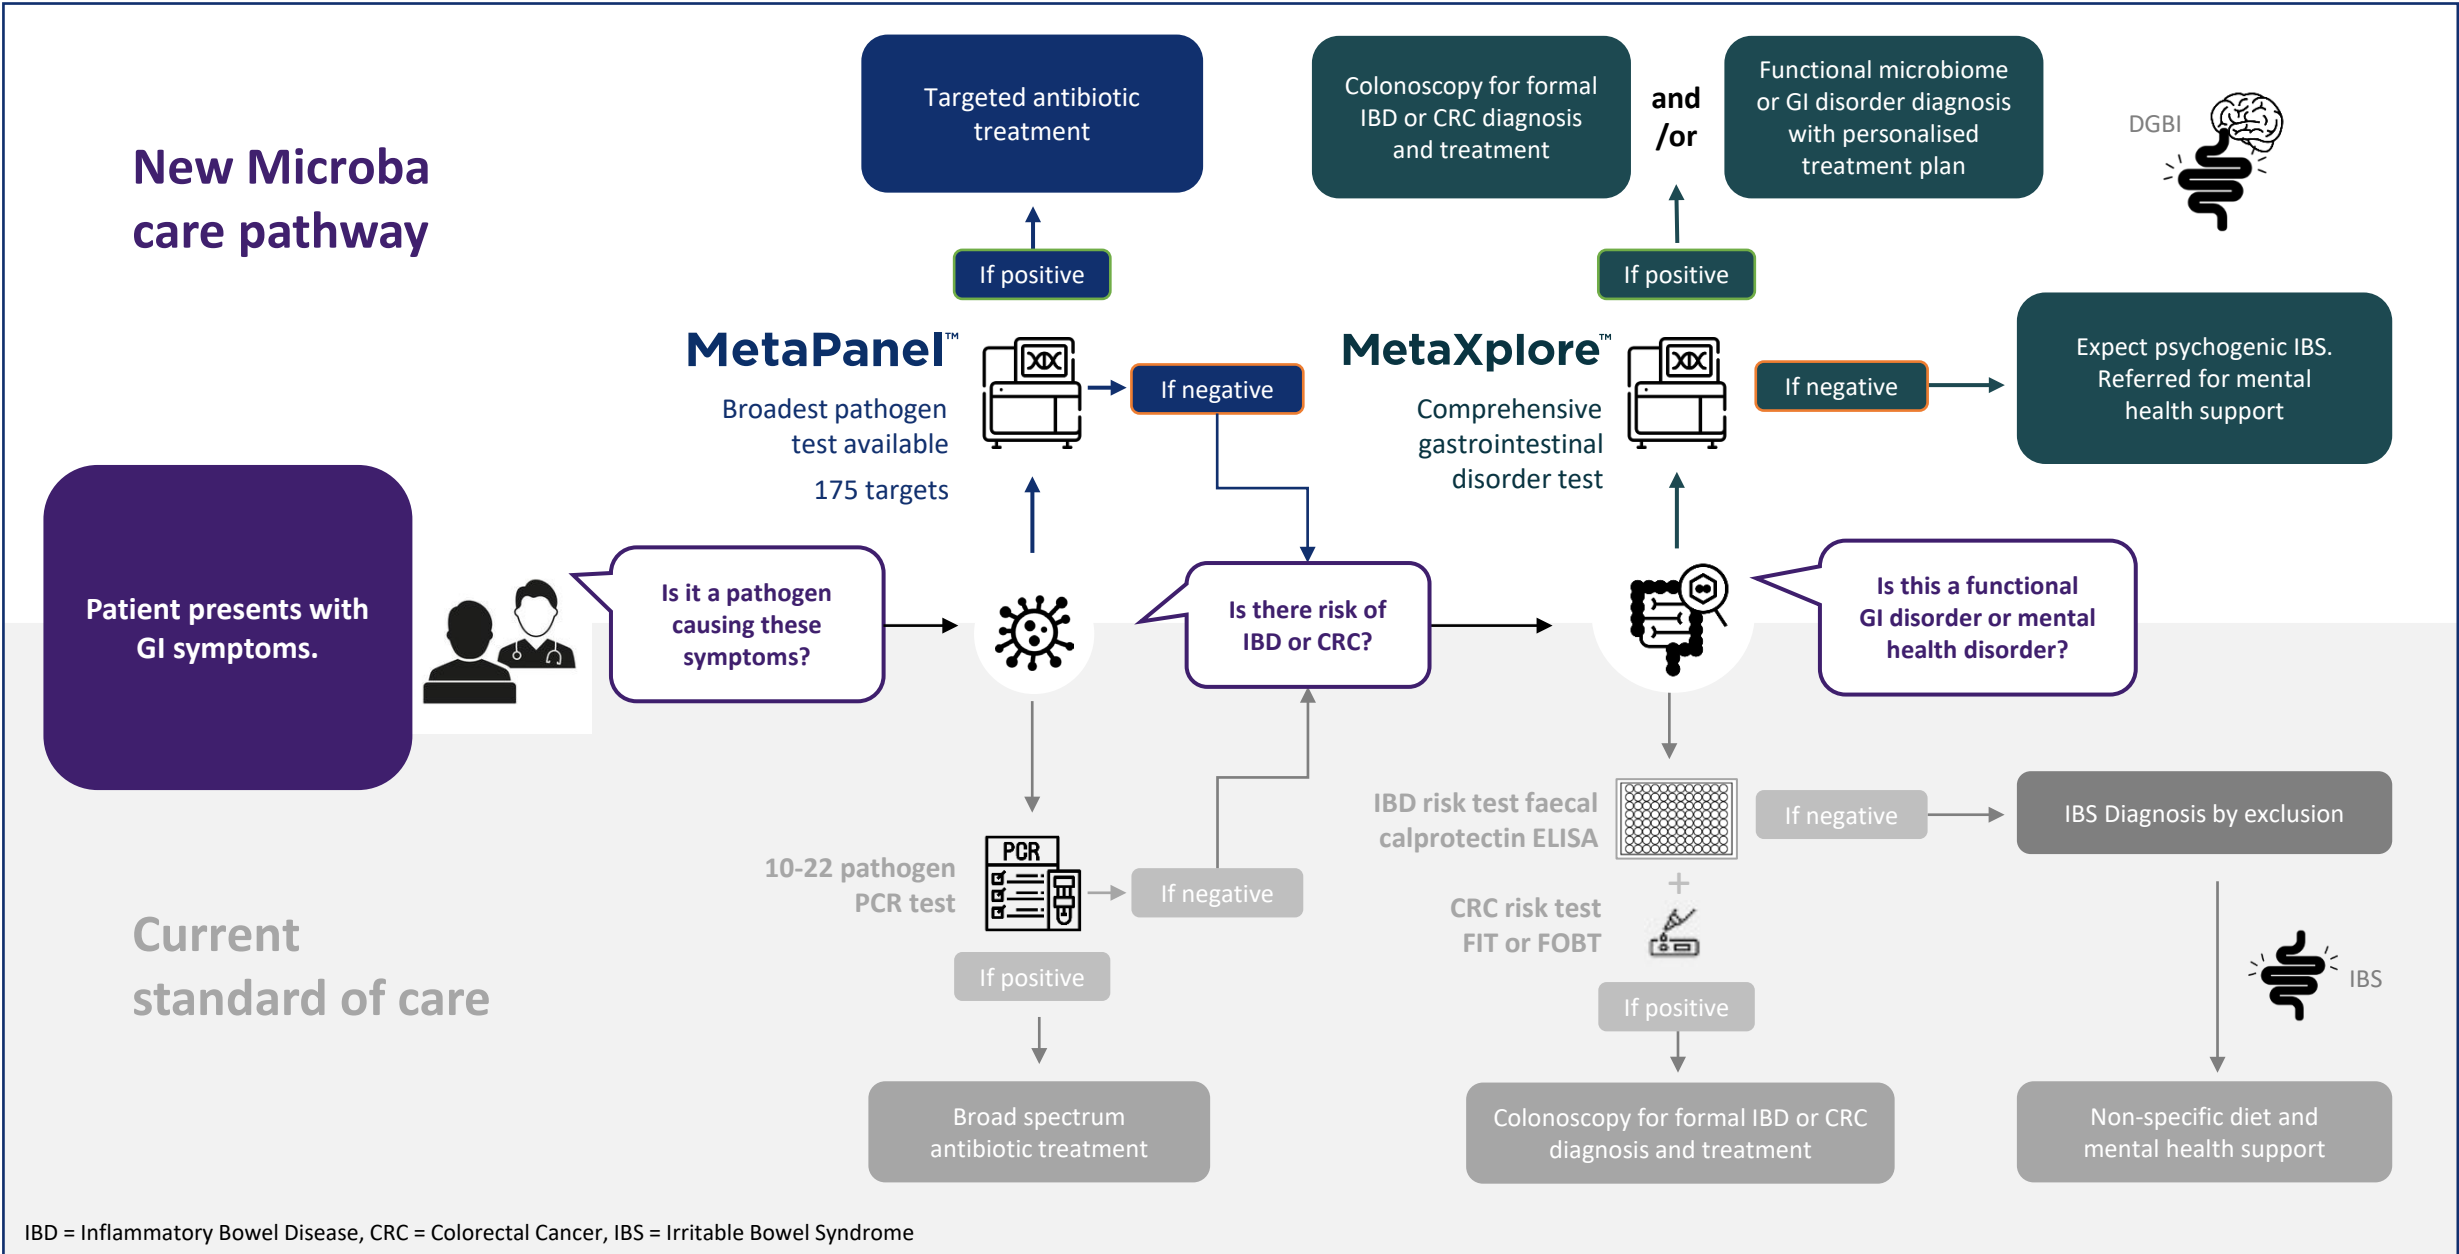 New Microba
care pathway
Targeted antibiotic
treatment
If positive
MetaPanel™
Broadest pathogen
test available
175 targets
If negative
Colonoscopy for formal
IBD or CRC diagnosis
and treatment
and
/or
Functional microbiome
or GI disorder diagnosis
with personalised
treatment plan
DGBI
If positive
MetaXplore™
Comprehensive
gastrointestinal
disorder test
If negative
Expect psychogenic IBS.
Referred for mental
health support
Patient presents with
GI symptoms.
Is it a pathogen
causing these
symptoms?
Is there risk of
IBD or CRC?
Is this a functional
GI disorder or mental
health disorder?
Current
standard of care
10-22 pathogen
PCR test
PCR
If negative
If positive
Broad spectrum
antibiotic treatment
IBD risk test faecal
calprotectin ELISA
+
CRC risk test
FIT or FOBT
If negative
IBS Diagnosis by exclusion
If positive
IBS
Colonoscopy for formal IBD or CRC
diagnosis and treatment
Non-specific diet and
mental health support
IBD = Inflammatory Bowel Disease, CRC = Colorectal Cancer, IBS = Irritable Bowel Syndrome